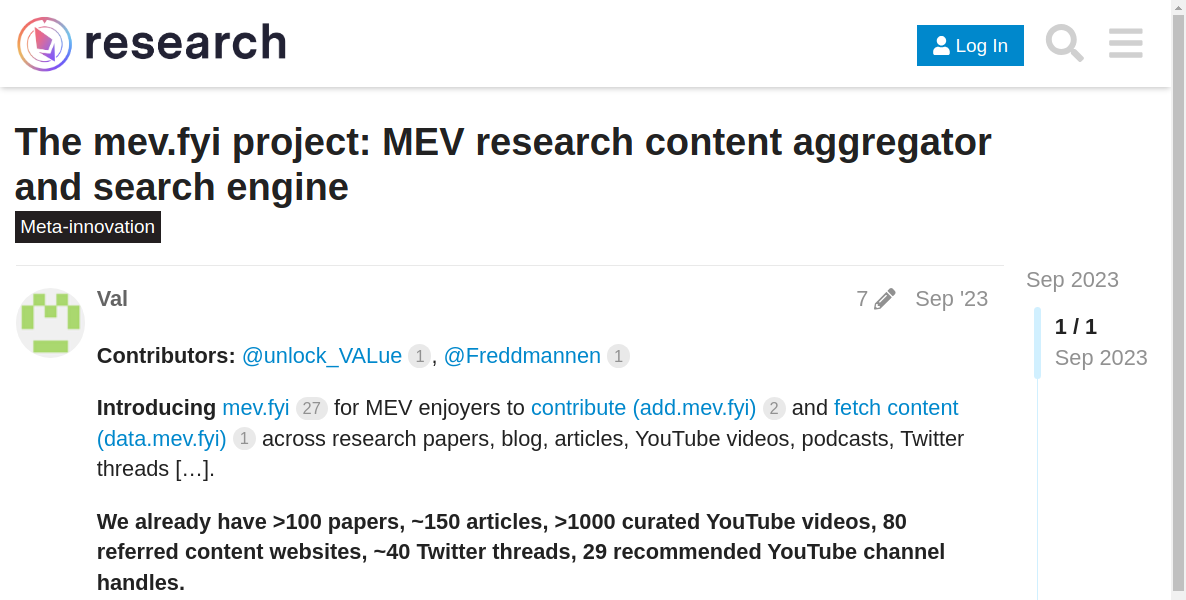 research
Log In
The mev.fyi project: MEV research content aggregator
and search engine
Meta-innovation
Val
7
Sep '23
Contributors: @unlock_VALue 1 , @Freddmannen 1
Introducing mev.fyi 27 for MEV enjoyers to contribute (add.mev.fyi) 2 and fetch content
(data.mev.fyi) 1 across research papers, blog, articles, YouTube videos, podcasts, Twitter
threads […].
We already have >100 papers, ~150 articles, >1000 curated YouTube videos, 80
referred content websites, ~40 Twitter threads, 29 recommended YouTube channel
handles.
Sep 2023
1 / 1
Sep 2023